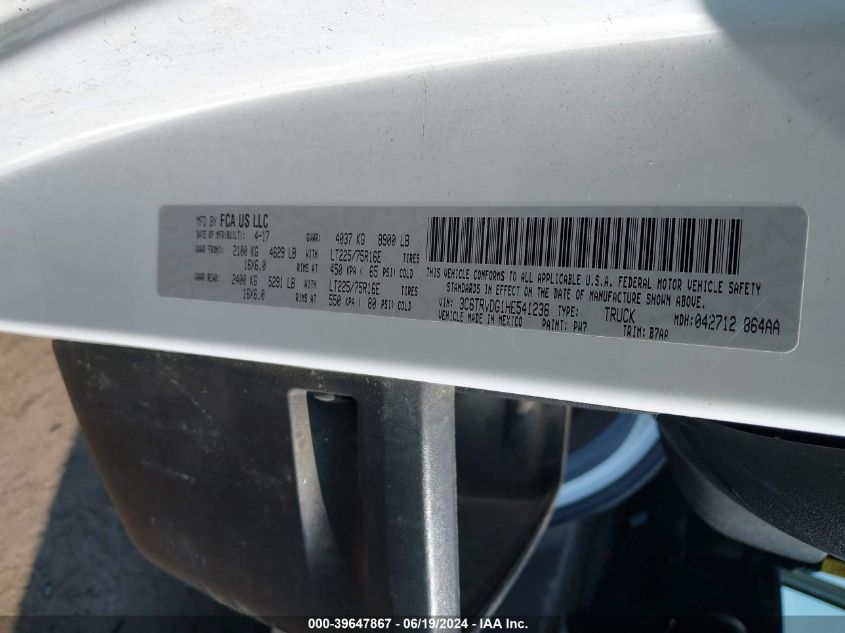 MFD BY FCA US LLC
DATE OF MFR(BUILT): 4-17 GVWR: 4037 KG 8900 LB
GAWR FRONT: 2100 KG 4629 LB WITH LT225/75R16E TIRES
16X6.0 RIMS AT 450 KPA ( 65 PSI) COLD
GAWR REAR: 2400 KG 5291 LB WITH LT225/75R16E TIRES
16X6.0 RIMS AT 550 KPA ( 80 PSI) COLD
THIS VEHICLE CONFORMS TO ALL APPLICABLE U.S.A. FEDERAL MOTOR VEHICLE SAFETY
STANDARDS IN EFFECT ON THE DATE OF MANUFACTURE SHOWN ABOVE.
VIN: 3C6TRVDG1HE541236 TYPE: TRUCK MDH: 042712 864AA
VEHICLE MADE IN MEXICO PAINT: PW7 TRIM: B7AA
000-39647867 - 06/19/2024 - IAA Inc.